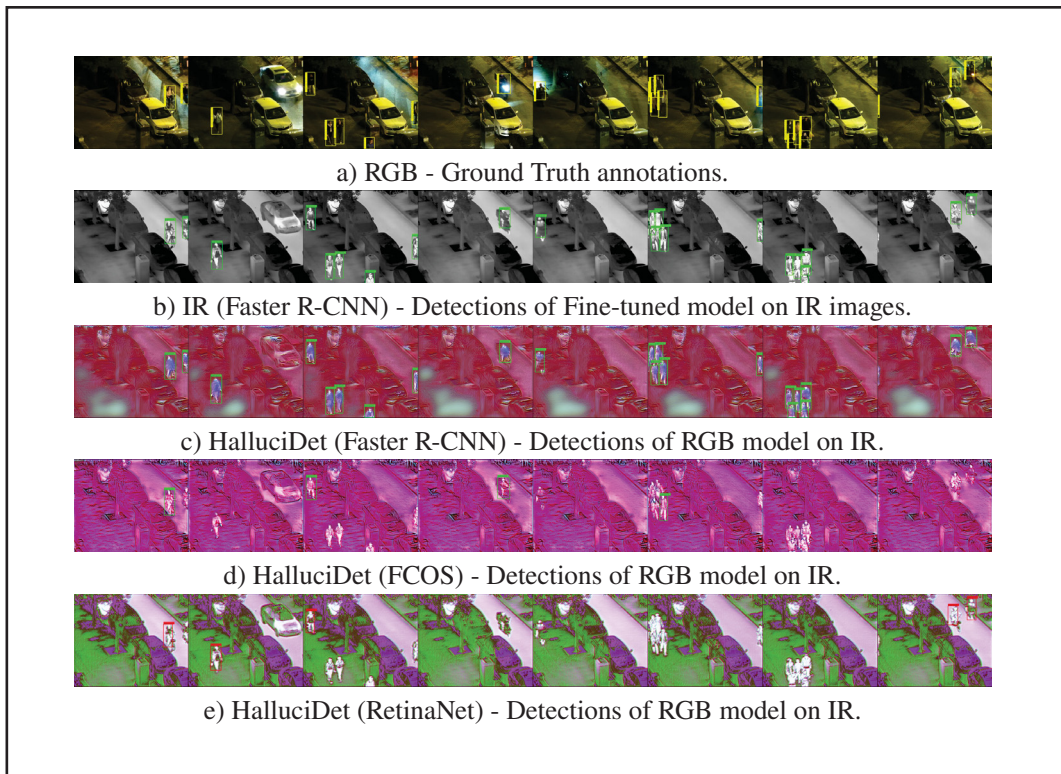 a) RGB - Ground Truth annotations.
b) IR (Faster R-CNN) - Detections of Fine-tuned model on IR images.
c) HalluciDet (Faster R-CNN) - Detections of RGB model on IR.
d) HalluciDet (FCOS) - Detections of RGB model on IR.
e) HalluciDet (RetinaNet) - Detections of RGB model on IR.